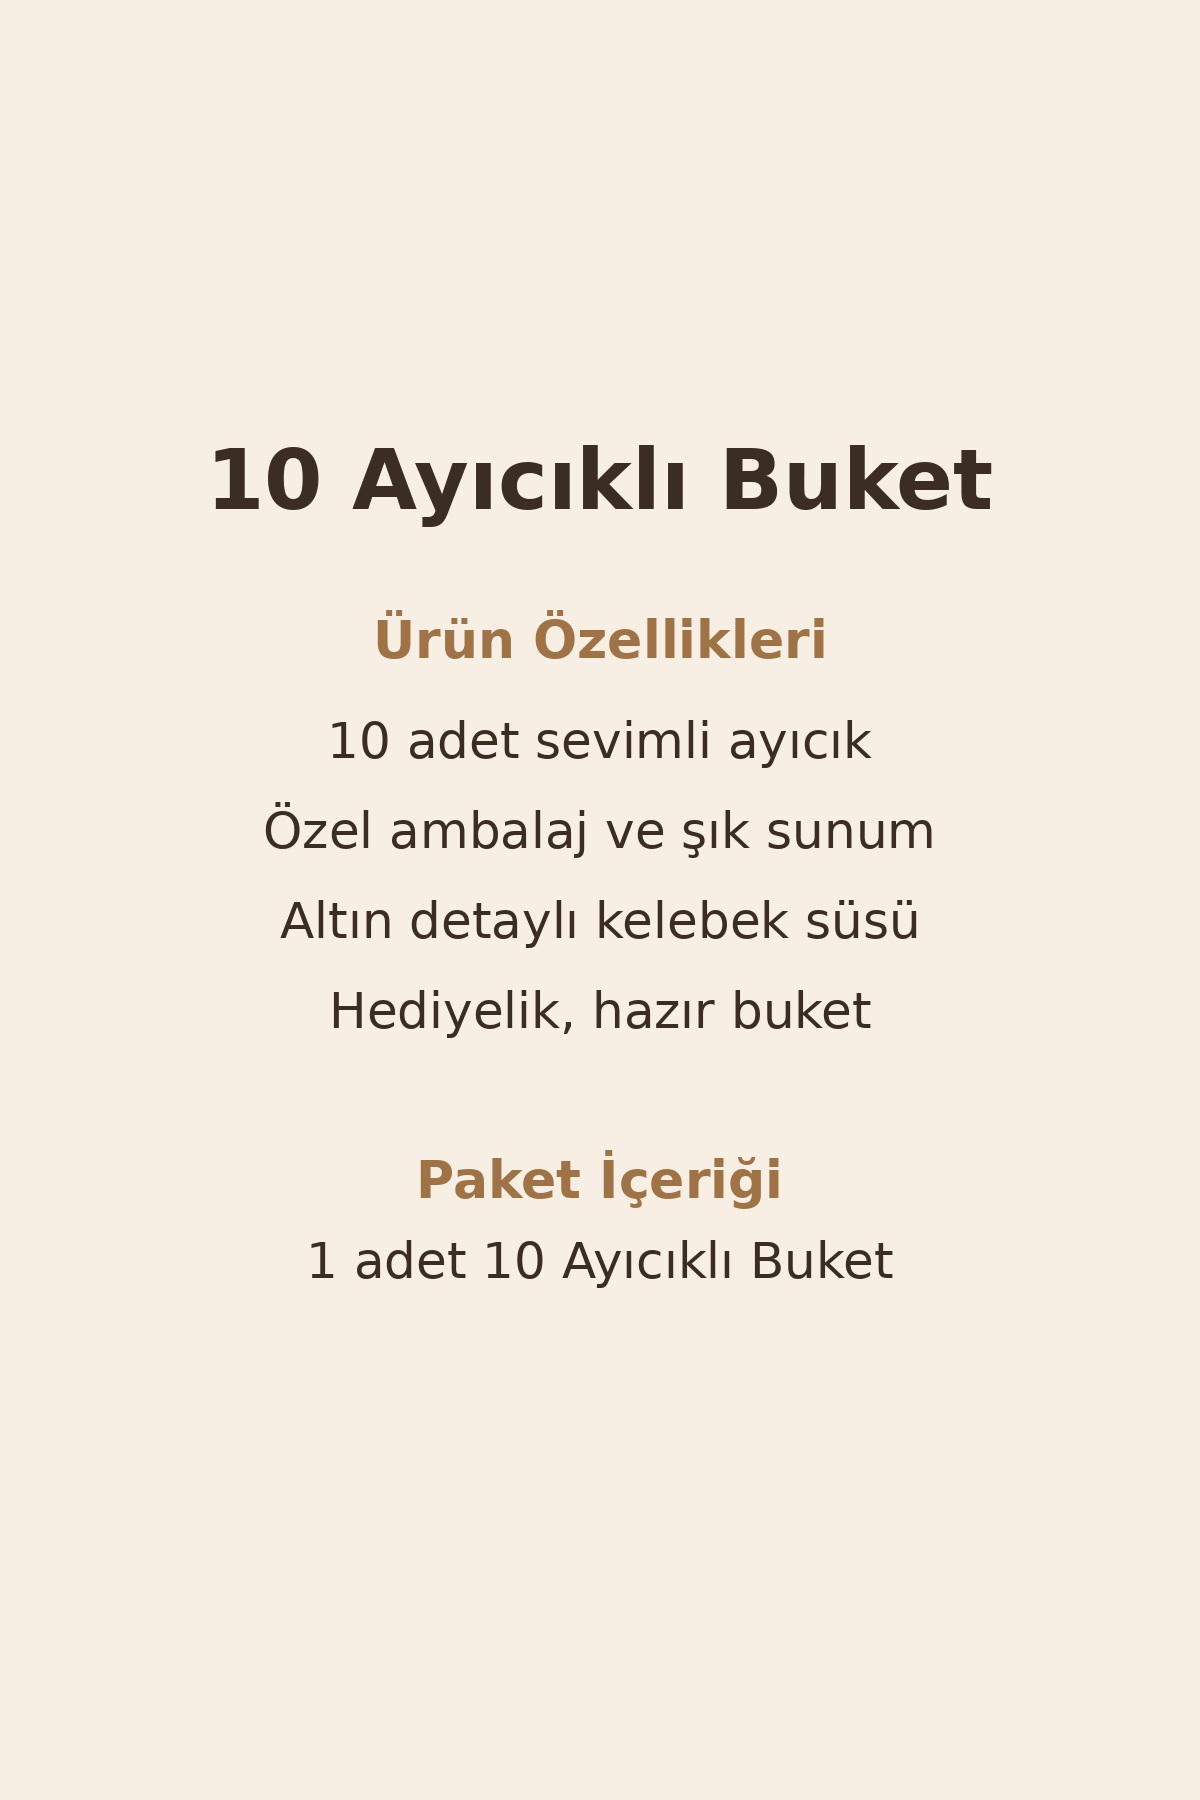 10 Ayıcıklı Buket
Ürün Özellikleri
10 adet sevimli ayıcık
Özel ambalaj ve şık sunum
Altın detaylı kelebek süsü
Hediyelik, hazır buket
Paket İçeriği
1 adet 10 Ayıcıklı Buket